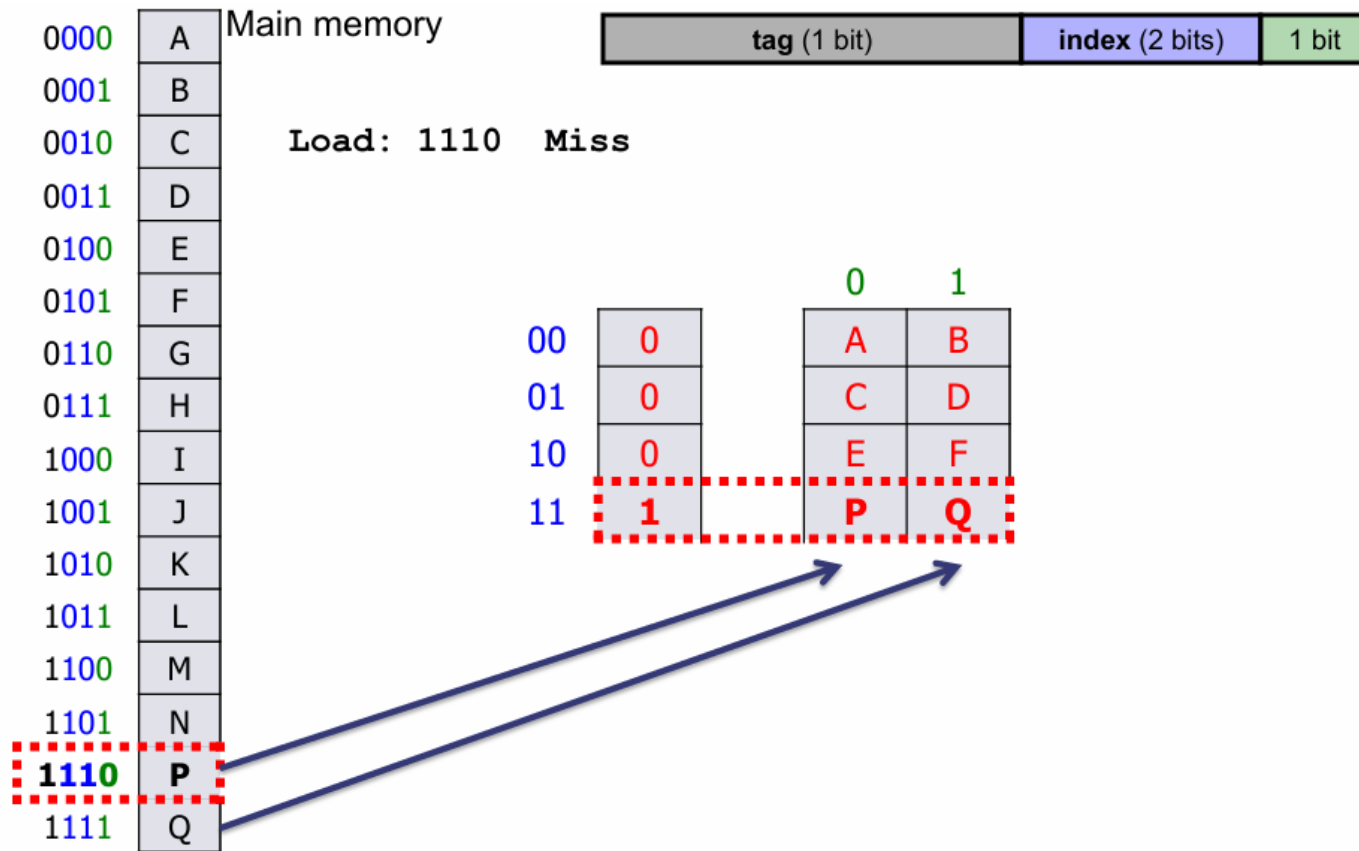 Main memory
tag (1 bit) index (2 bits) 1 bit
0000 A
0001 B
0010 C
0011 D
0100 E
0101 F
0110 G
0111 H
1000 I
1001 J
1010 K
1011 L
1100 M
1101 N
1110 P
1111 Q
Load: 1110 Miss
0 1
00 0 A B
01 0 C D
10 0 E F
11 1 P Q